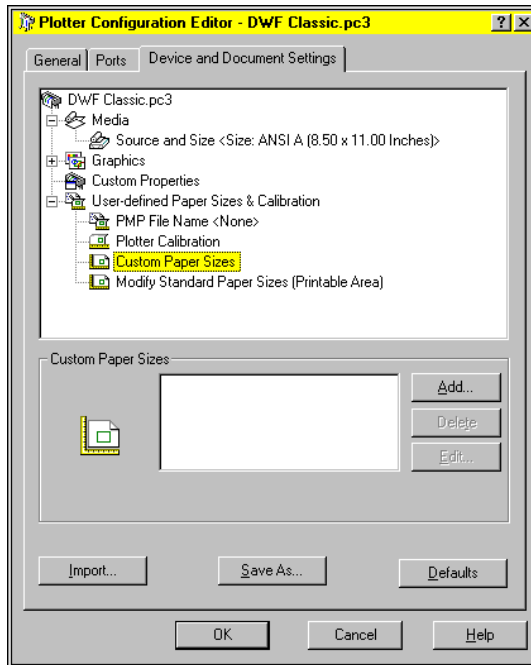 Plotter Configuration Editor - DWF Classic.pc3
General Ports Device and Document Settings
DWF Classic.pc3
Media
Source and Size <Size: ANSI A (8.50 x 11.00 Inches)>
Graphics
Custom Properties
User-defined Paper Sizes & Calibration
PMP File Name <None>
Plotter Calibration
Custom Paper Sizes
Modify Standard Paper Sizes (Printable Area)
Custom Paper Sizes
Add...
Delete
Edit...
Import... Save As... Defaults
OK Cancel Help